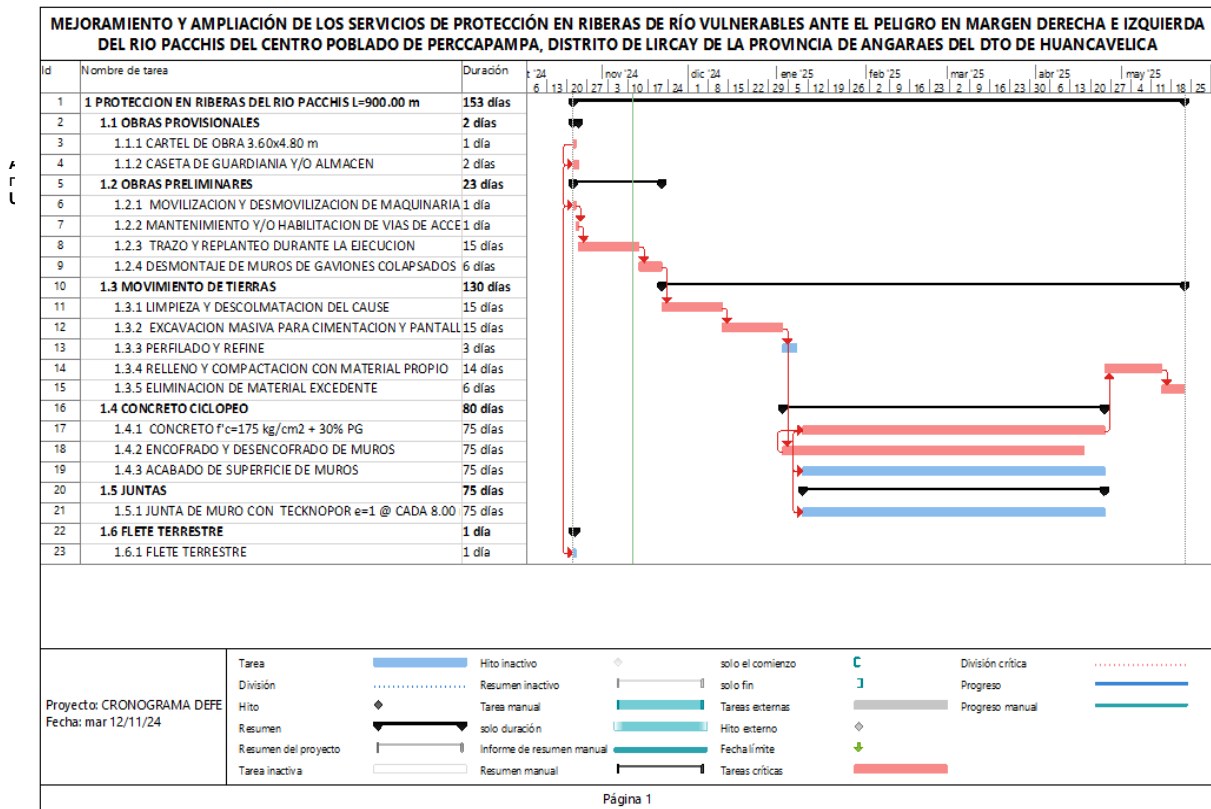 MEJORAMIENTO Y AMPLIACIÓN DE LOS SERVICIOS DE PROTECCIÓN EN RIBERAS DE RÍO VULNERABLES ANTE EL PELIGRO EN MARGEN DERECHA E IZQUIERDA
DEL RIO PACCHIS DEL CENTRO POBLADO DE PERCCAPAMPA, DISTRITO DE LIRCAY DE LA PROVINCIA DE ANGARAES DEL DTO DE HUANCAVELICA
Id Nombre de tarea Duración t '24 nov '24 dic '24 ene '25 feb '25 mar '25 abr '25 may '25
6 13 20 27 3 10 17 24 1 8 15 22 29 5 12 19 26 2 9 16 23 2 9 16 23 30 6 13 20 27 4 11 18 25
1 1 PROTECCION EN RIBERAS DEL RIO PACCHIS L=900.00 m 153 días
2 1.1 OBRAS PROVISIONALES 2 días
3 1.1.1 CARTEL DE OBRA 3.60x4.80 m 1 día
4 1.1.2 CASETA DE GUARDIANIA Y/O ALMACEN 2 días
5 1.2 OBRAS PRELIMINARES 23 días
6 1.2.1 MOVILIZACION Y DESMOVILIZACION DE MAQUINARIA 1 día
7 1.2.2 MANTENIMIENTO Y/O HABILITACION DE VIAS DE ACCE 1 día
8 1.2.3 TRAZO Y REPLANTEO DURANTE LA EJECUCION 15 días
9 1.2.4 DESMONTAJE DE MUROS DE GAVIONES COLAPSADOS 6 días
10 1.3 MOVIMIENTO DE TIERRAS 130 días
11 1.3.1 LIMPIEZA Y DESCOLMATACION DEL CAUSE 15 días
12 1.3.2 EXCAVACION MASIVA PARA CIMENTACION Y PANTALL 15 días
13 1.3.3 PERFILADO Y REFINE 3 días
14 1.3.4 RELLENO Y COMPACTACION CON MATERIAL PROPIO 14 días
15 1.3.5 ELIMINACION DE MATERIAL EXCEDENTE 6 días
16 1.4 CONCRETO CICLOPEO 80 días
17 1.4.1 CONCRETO f'c=175 kg/cm2 + 30% PG 75 días
18 1.4.2 ENCOFRADO Y DESENCOFRADO DE MUROS 75 días
19 1.4.3 ACABADO DE SUPERFICIE DE MUROS 75 días
20 1.5 JUNTAS 75 días
21 1.5.1 JUNTA DE MURO CON TECKNOPOR e=1 @ CADA 8.00 75 días
22 1.6 FLETE TERRESTRE 1 día
23 1.6.1 FLETE TERRESTRE 1 día
Proyecto: CRONOGRAMA DEFE
Fecha: mar 12/11/24
Tarea Hito inactivo solo el comienzo División crítica
División Resumen inactivo solo fin Progreso
Hito Tarea manual Tareas externas Progreso manual
Resumen solo duración Hito externo
Resumen del proyecto Informe de resumen manual Fecha límite
Tarea inactiva Resumen manual Tareas críticas
Página 1